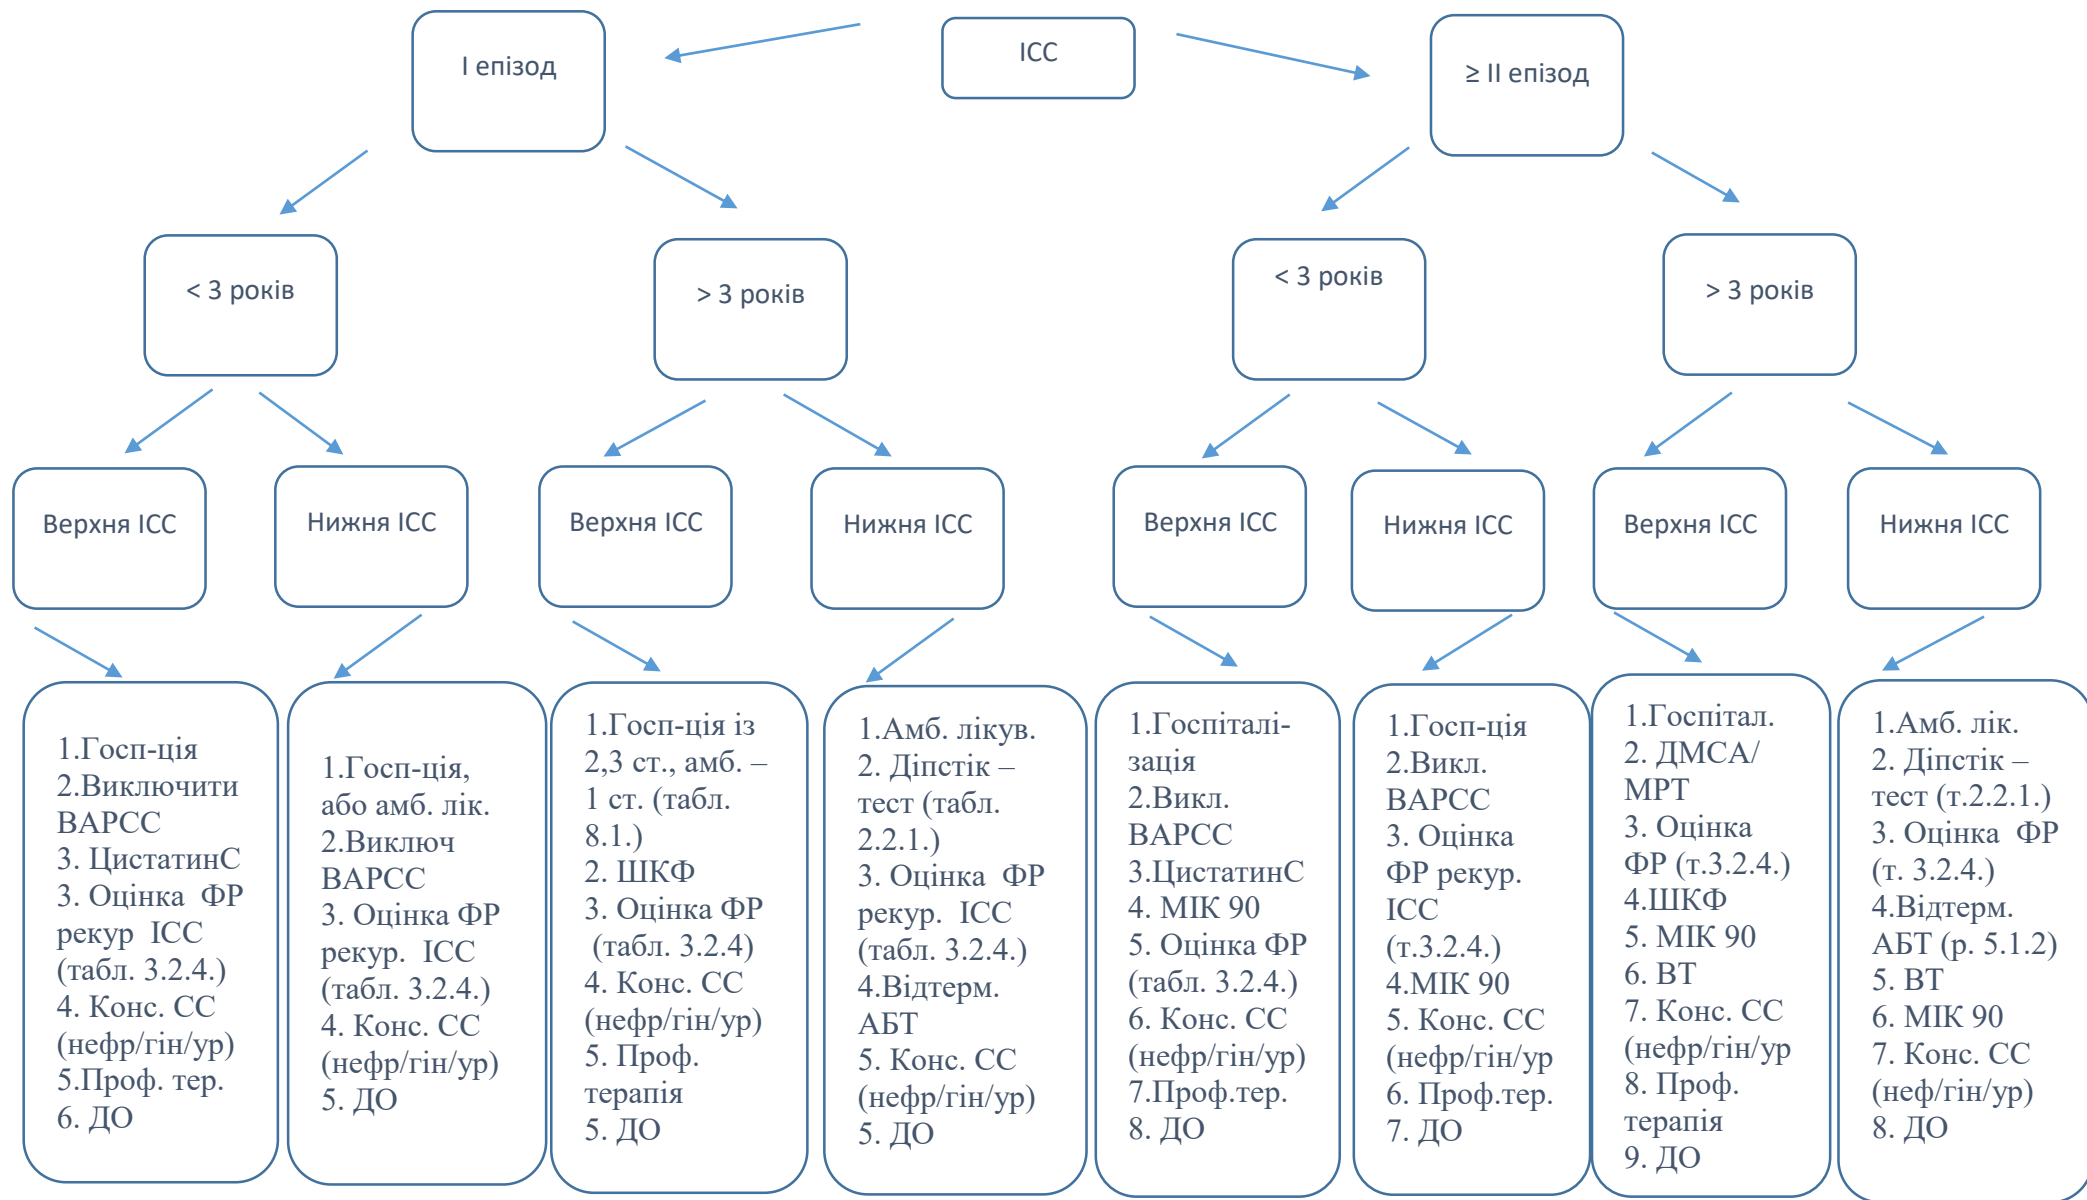 І епізод
ІСС
≥ ІІ епізод
< 3 років
> 3 років
< 3 років
> 3 років
Верхня ІСС
Нижня ІСС
Верхня ІСС
Нижня ІСС
Верхня ІСС
Нижня ІСС
Верхня ІСС
Нижня ІСС
1.Госп-ція
2.Виключити
ВАРСС
3. ЦистатинС
3. Оцінка ФР
рекур ІСС
(табл. 3.2.4.)
4. Конс. СС
(нефр/гін/ур)
5.Проф. тер.
6. ДО
1.Госп-ція,
або амб. лік.
2.Виключ
ВАРСС
3. Оцінка ФР
рекур. ІСС
(табл. 3.2.4.)
4. Конс. СС
(нефр/гін/ур)
5. ДО
1.Госп-ція із
2,3 ст., амб. –
1 ст. (табл.
8.1.)
2. ШКФ
3. Оцінка ФР
(табл. 3.2.4)
4. Конс. СС
(нефр/гін/ур)
5. Проф.
терапія
5. ДО
1.Амб. лікув.
2. Діпстік –
тест (табл.
2.2.1.)
3. Оцінка ФР
рекур. ІСС
(табл. 3.2.4.)
4.Відтерм.
АБТ
5. Конс. СС
(нефр/гін/ур)
5. ДО
1.Госпіталі-
зація
2.Викл.
ВАРСС
3.ЦистатинС
4. МІК 90
5. Оцінка ФР
(табл. 3.2.4.)
6. Конс. СС
(нефр/гін/ур)
7.Проф.тер.
8. ДО
1.Госп-ція
2.Викл.
ВАРСС
3. Оцінка
ФР рекур.
ІСС
(т.3.2.4.)
4.МІК 90
5. Конс. СС
(нефр/гін/ур
6. Проф.тер.
7. ДО
1.Госпітал.
2. ДМСА/
МРТ
3. Оцінка
ФР (т.3.2.4.)
4.ШКФ
5. МІК 90
6. ВТ
7. Конс. СС
(нефр/гін/ур
8. Проф.
терапія
9. ДО
1.Амб. лік.
2. Діпстік –
тест (т.2.2.1.)
3. Оцінка ФР
(т. 3.2.4.)
4.Відтерм.
АБТ (р. 5.1.2)
5. ВТ
6. МІК 90
7. Конс. СС
(неф/гін/ур)
8. ДО